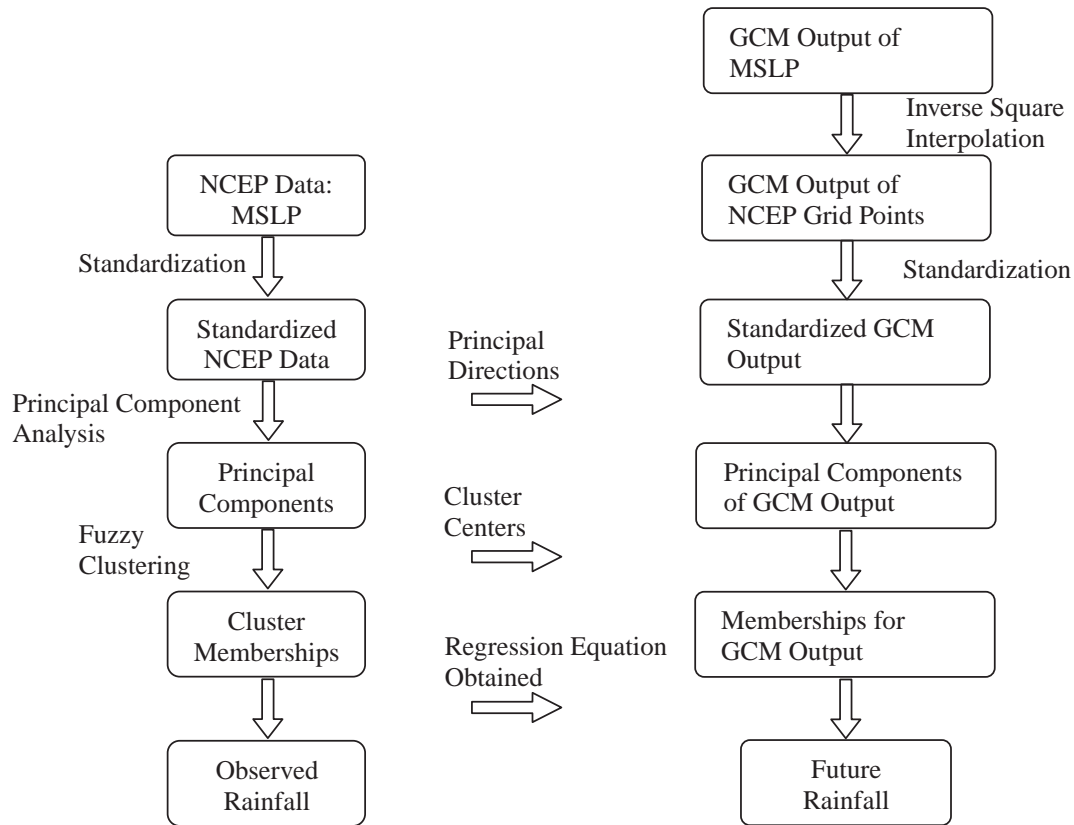 GCM Output of
MSLP
Inverse Square
Interpolation
NCEP Data:
MSLP
GCM Output of
NCEP Grid Points
Standardization
Standardization
Standardized
NCEP Data
Principal
Directions
Standardized GCM
Output
Principal Component
Analysis
Principal
Components
Cluster
Centers
Principal Components
of GCM Output
Fuzzy
Clustering
Cluster
Memberships
Regression Equation
Obtained
Memberships for
GCM Output
Observed
Rainfall
Future
Rainfall